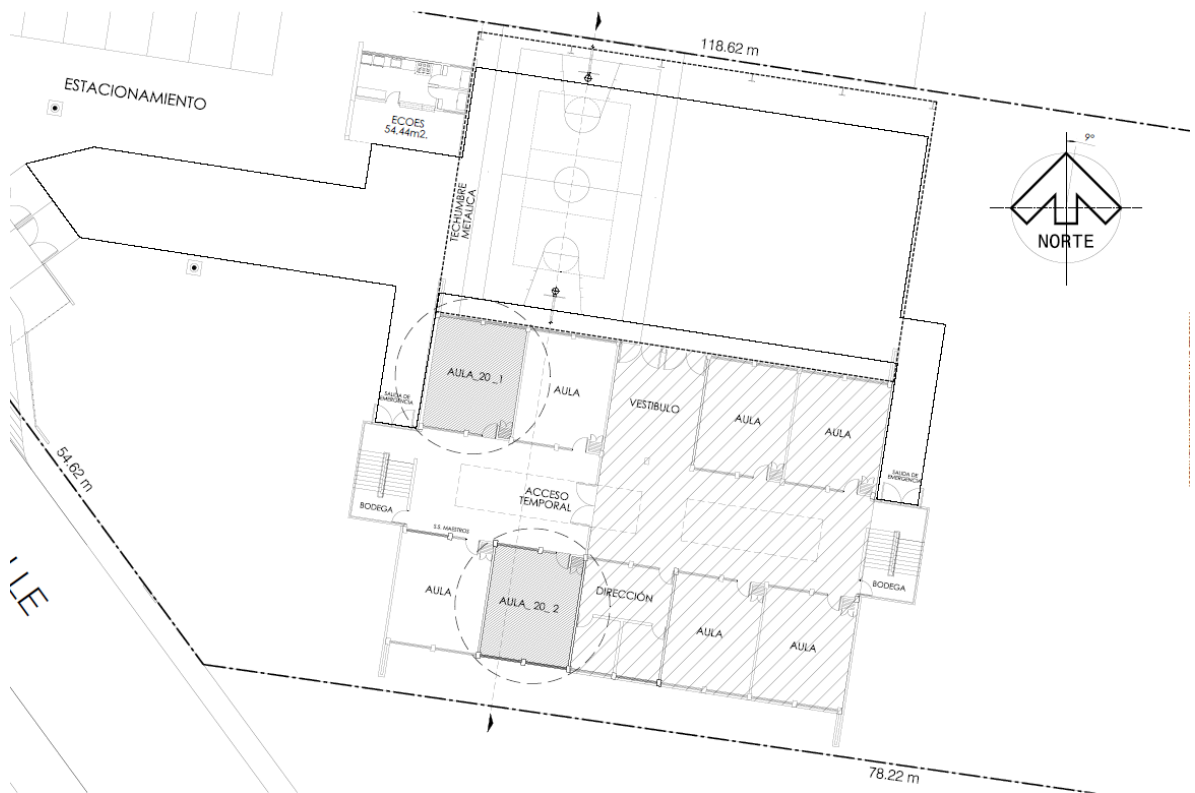 118.62 m
ESTACIONAMIENTO
ECOES
54.44m2.
9°
NORTE
TECHUMBRE
METALICA
AULA_20_1
AULA
VESTIBULO
AULA
AULA
SALIDA DE
EMERGENCIA
SALIDA DE
EMERGENCIA
54.62 m
ACCESO
TEMPORAL
BODEGA
S.S. MAESTROS
BODEGA
LLE
AULA
AULA_20_2
DIRECCIÓN
AULA
AULA
78.22 m